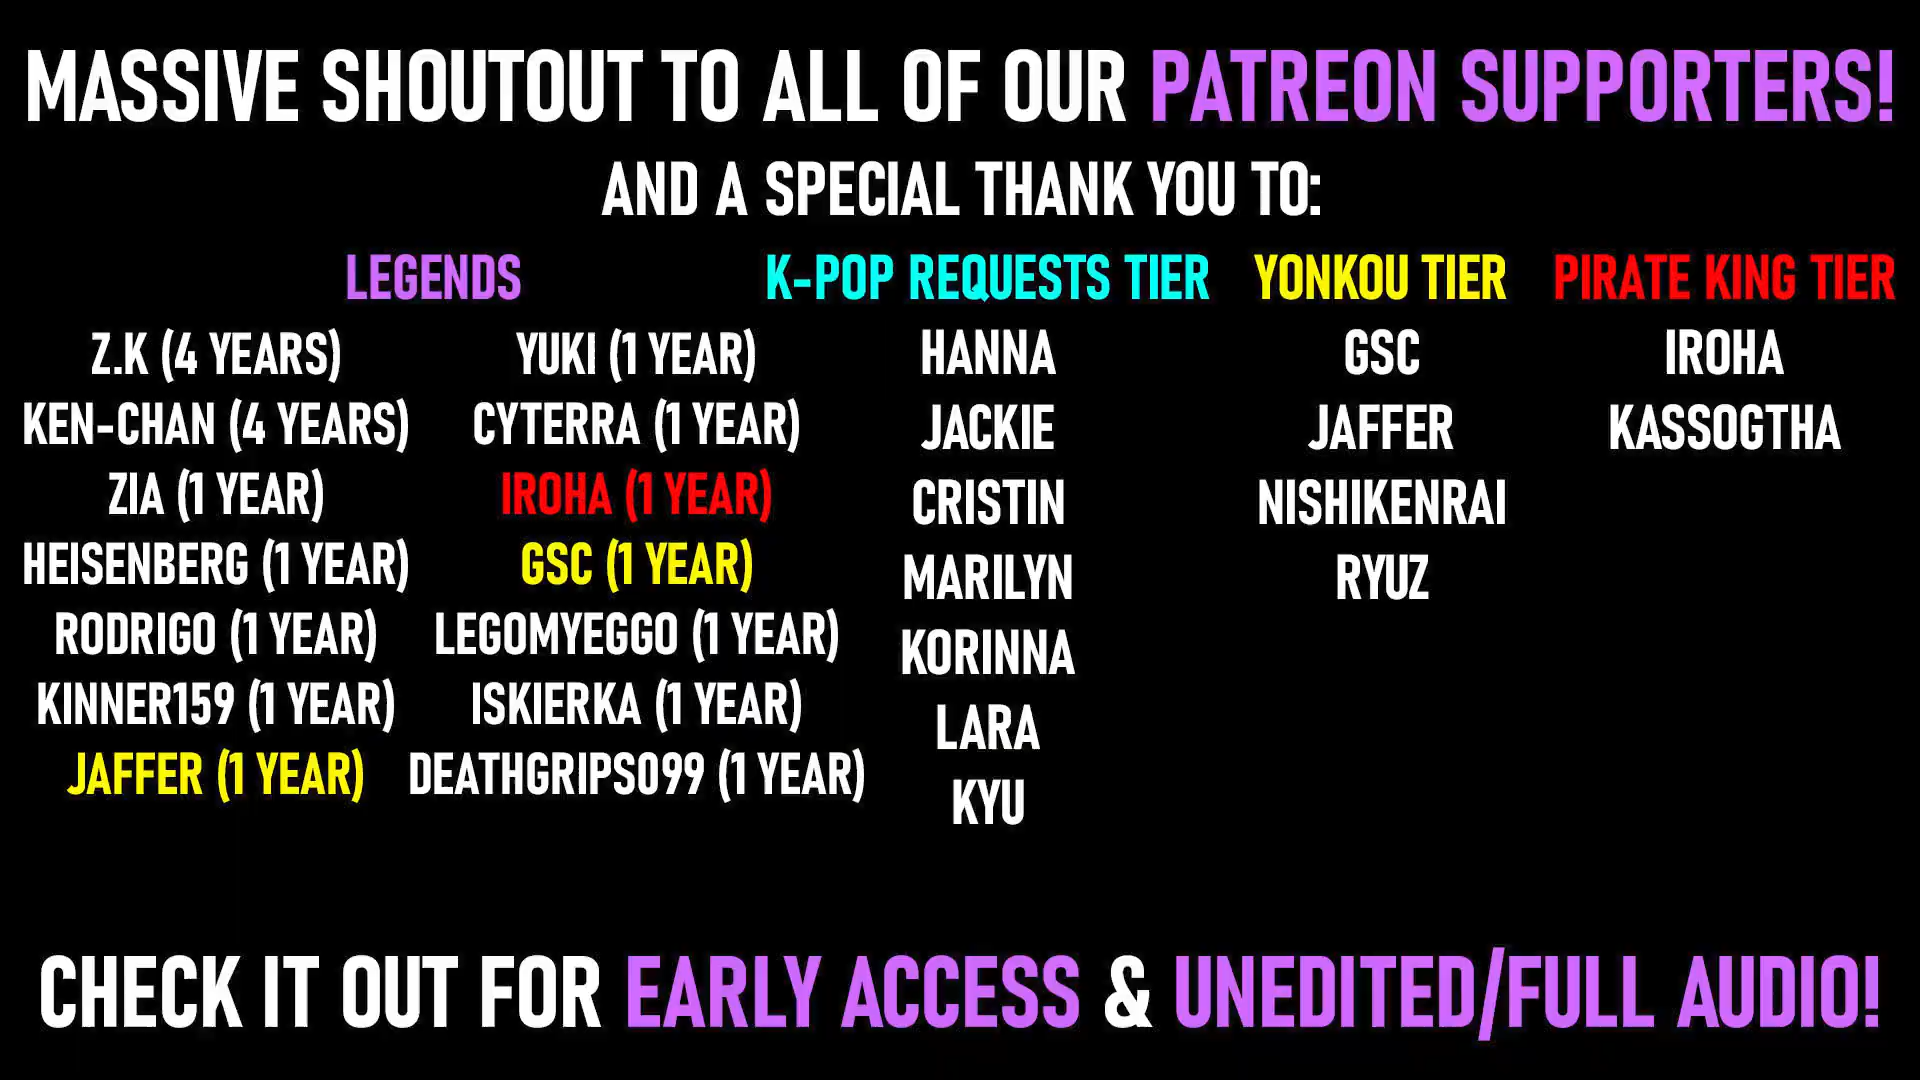 MASSIVE SHOUTOUT TO ALL OF OUR PATREON SUPPORTERS!
AND A SPECIAL THANK YOU TO:
LEGENDS
Z.K (4 YEARS)
KEN-CHAN (4 YEARS)
ZIA (1 YEAR)
HEISENBERG (1 YEAR)
RODRIGO (1 YEAR)
KINNER159 (1 YEAR)
JAFFER (1 YEAR)
YUKI (1 YEAR)
CYTERRA (1 YEAR)
IROHA (1 YEAR)
GSC (1 YEAR)
LEGOMYEGGO (1 YEAR)
ISKIERKA (1 YEAR)
DEATHGRIPS099 (1 YEAR)
K-POP REQUESTS TIER
HANNA
JACKIE
CRISTIN
MARILYN
KORINNA
LARA
KYU
YONKOU TIER
GSC
JAFFER
NISHIKENRAI
RYUZ
PIRATE KING TIER
IROHA
KASSOGTHA
CHECK IT OUT FOR EARLY ACCESS & UNEDITED/FULL AUDIO!